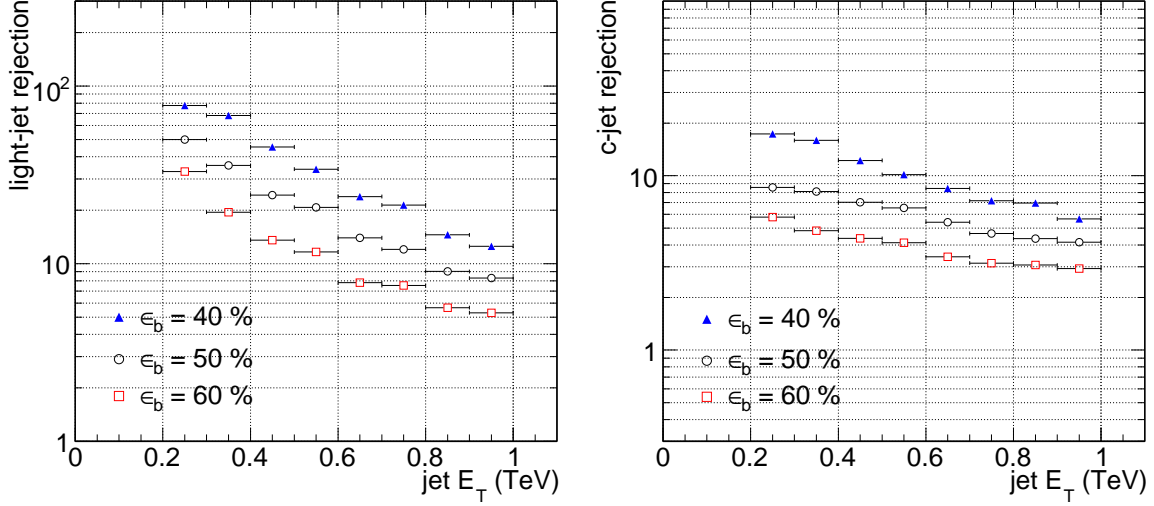 light-jet rejection
10²
10
1
ϵ_b = 40 %
ϵ_b = 50 %
ϵ_b = 60 %
0 0.2 0.4 0.6 0.8 1
jet E_T (TeV)
c-jet rejection
10
1
ϵ_b = 40 %
ϵ_b = 50 %
ϵ_b = 60 %
0 0.2 0.4 0.6 0.8 1
jet E_T (TeV)